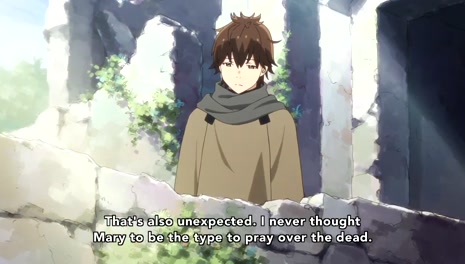 That's also unexpected. I never thought
Mary to be the type to pray over the dead.